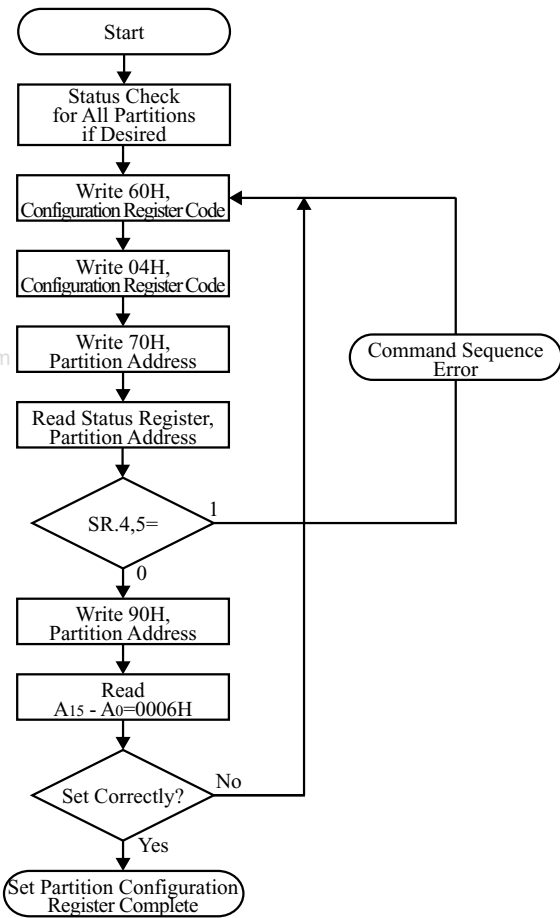 Start
Status Check
for All Partitions
if Desired
Write 60H,
Configuration Register Code
Write 04H,
Configuration Register Code
Write 70H,
Partition Address
m
Command Sequence
Error
Read Status Register,
Partition Address
SR.4,5=
1
0
Write 90H,
Partition Address
Read
A15 - A0=0006H
Set Correctly?
No
Yes
Set Partition Configuration
Register Complete